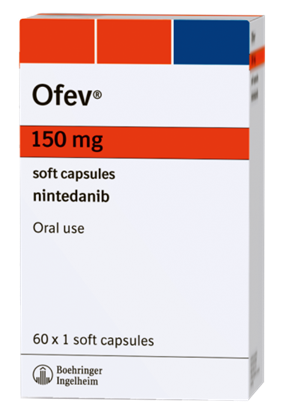 Ofev®
150 mg
soft capsules
nintedanib
Oral use
60 x 1 soft capsules
Boehringer
Ingelheim